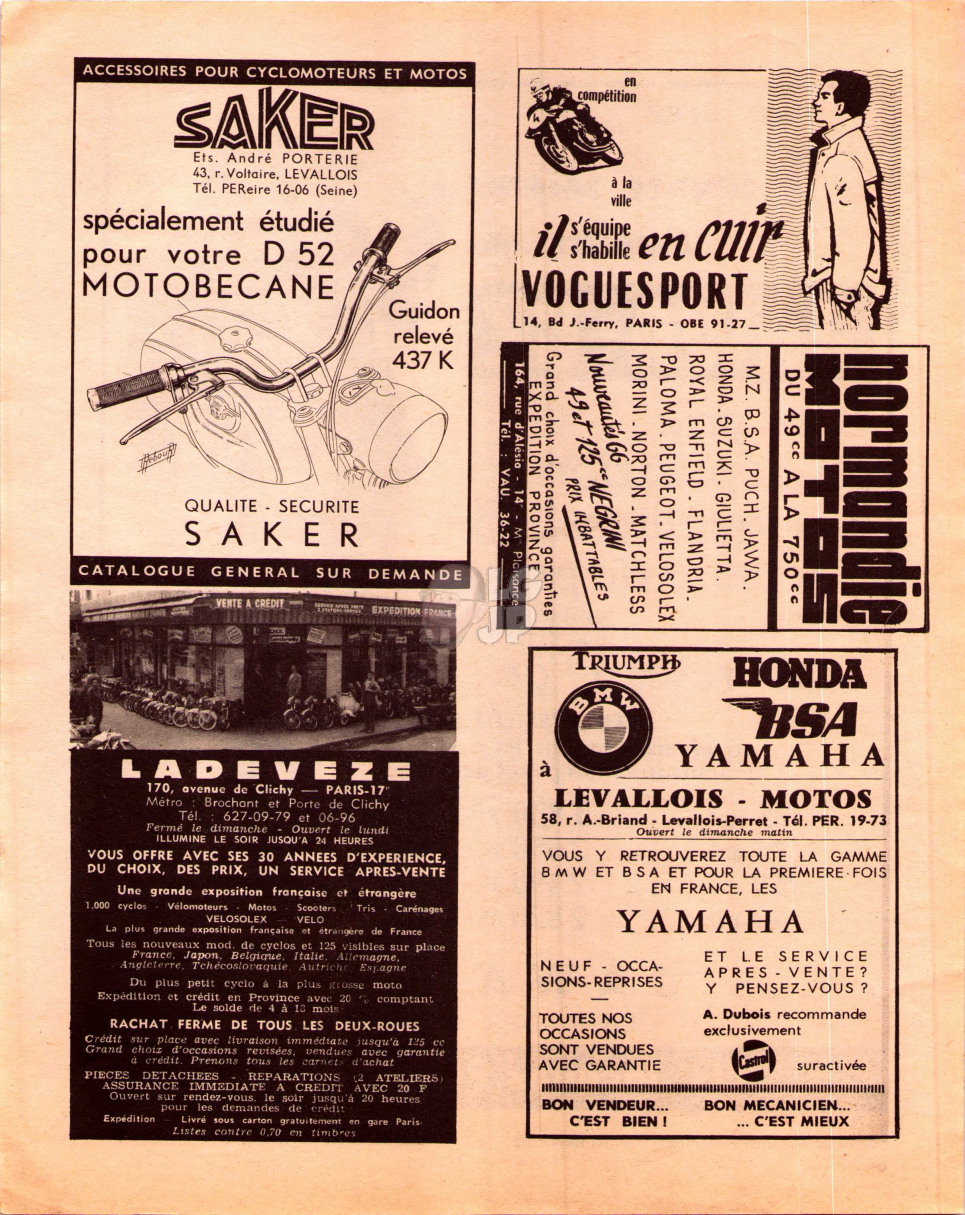 ACCESSOIRES POUR CYCLOMOTEURS ET MOTOS
SAKER
Ets. André PORTERIE
43, r. Voltaire, LEVALLOIS
Tél. PEReire 16-06 (Seine)
spécialement étudié
pour votre D 52
MOTOBECANE
Guidon
relevé
437 K
QUALITE - SECURITE
SAKER
CATALOGUE GENERAL SUR DEMANDE
VENTE A CRÉDIT
EXPEDITION FRANCE
LADEVEZE
170, avenue de Clichy — PARIS-17e
Métro : Brochant et Porte de Clichy
Tél. : 627-09-79 et 06-96
Fermé le dimanche - Ouvert le lundi
ILLUMINE LE SOIR JUSQU'A 24 HEURES
VOUS OFFRE AVEC SES 30 ANNEES D'EXPERIENCE,
DU CHOIX, DES PRIX, UN SERVICE APRES-VENTE
Une grande exposition française et étrangère
1.000 cyclos - Vélomoteurs - Motos - Scooters - Tris - Carénages
VELOSOLEX — VELO
La plus grande exposition française et étrangère de France
Tous les nouveaux mod. de cyclos et 125 visibles sur place
France, Japon, Belgique, Italie, Allemagne,
Angleterre, Tchécoslovaquie, Autriche, Espagne
Du plus petit cyclo à la plus grosse moto
Expédition et crédit en Province avec 20 % comptant
Le solde de 4 à 18 mois
RACHAT FERME DE TOUS LES DEUX-ROUES
Crédit sur place avec livraison immédiate jusqu'à 125 cc
Grand choix d'occasions revisées, vendues avec garantie
à crédit. Prenons tous les carnets d'achat
PIECES DETACHEES - REPARATIONS (2 ATELIERS)
ASSURANCE IMMEDIATE A CREDIT AVEC 20 F
Ouvert sur rendez-vous, le soir jusqu'à 20 heures
pour les demandes de crédit
Expédition — Livré sous carton gratuitement en gare Paris
Listes contre 0,70 en timbres
en
compétition
4
à la
ville
il s'équipe
s'habille en cuir
VOGUESPORT
14, Bd J.-Ferry, PARIS - OBE 91-27
normandie
MOTOS
DU 49cc A LA 750cc
M.Z. B.S.A. PUCH. JAWA.
HONDA. SUZUKI. GIULIETTA.
ROYAL ENFIELD. FLANDRIA.
PALOMA. PEUGEOT. VELOSOLEX
MORINI. NORTON. MATCHLESS
Nouveautés 66
49 et 125cc NEGRINI
PRIX IMBATTABLES
Grand choix d'occasions garanties
EXPEDITION PROVINCE
164, rue d'Alésia - 14e - Mo Plaisance
Tél. : VAU. 36-22
LG
JP
TRIUMPH
HONDA
BMW
BSA
YAMAHA
à
LEVALLOIS - MOTOS
58, r. A.-Briand - Levallois-Perret - Tél. PER. 19-73
Ouvert le dimanche matin
VOUS Y RETROUVEREZ TOUTE LA GAMME
BMW ET BSA ET POUR LA PREMIERE FOIS
EN FRANCE, LES
YAMAHA
NEUF - OCCA-
SIONS-REPRISES
TOUTES NOS
OCCASIONS
SONT VENDUES
AVEC GARANTIE
ET LE SERVICE
APRES - VENTE?
Y PENSEZ-VOUS ?
A. Dubois recommande
exclusivement
Castrol
suractivée
BON VENDEUR...
C'EST BIEN !
BON MECANICIEN...
... C'EST MIEUX